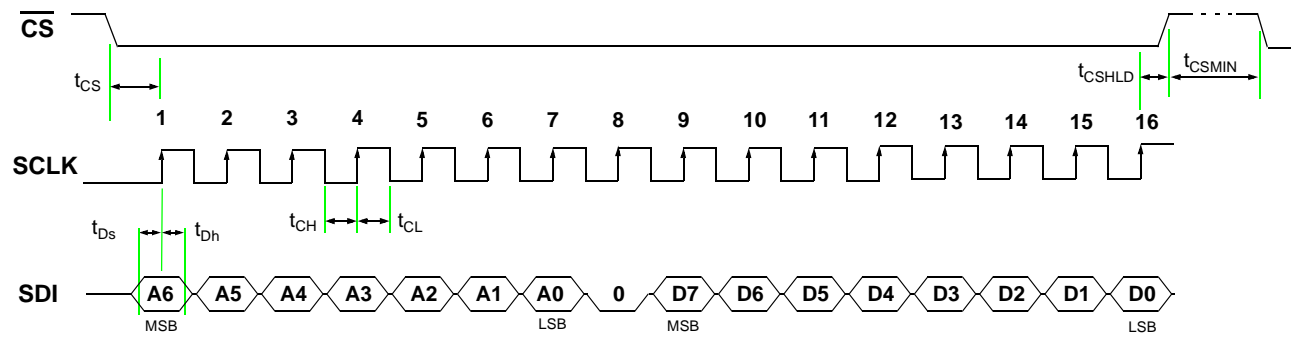 CS
tCS
tCSHLD
tCSMIN
1 2 3 4 5 6 7 8 9 10 11 12 13 14 15 16
SCLK
tDs
tDh
tCH
tCL
SDI
A6 A5 A4 A3 A2 A1 A0 0 D7 D6 D5 D4 D3 D2 D1 D0
MSB LSB MSB LSB